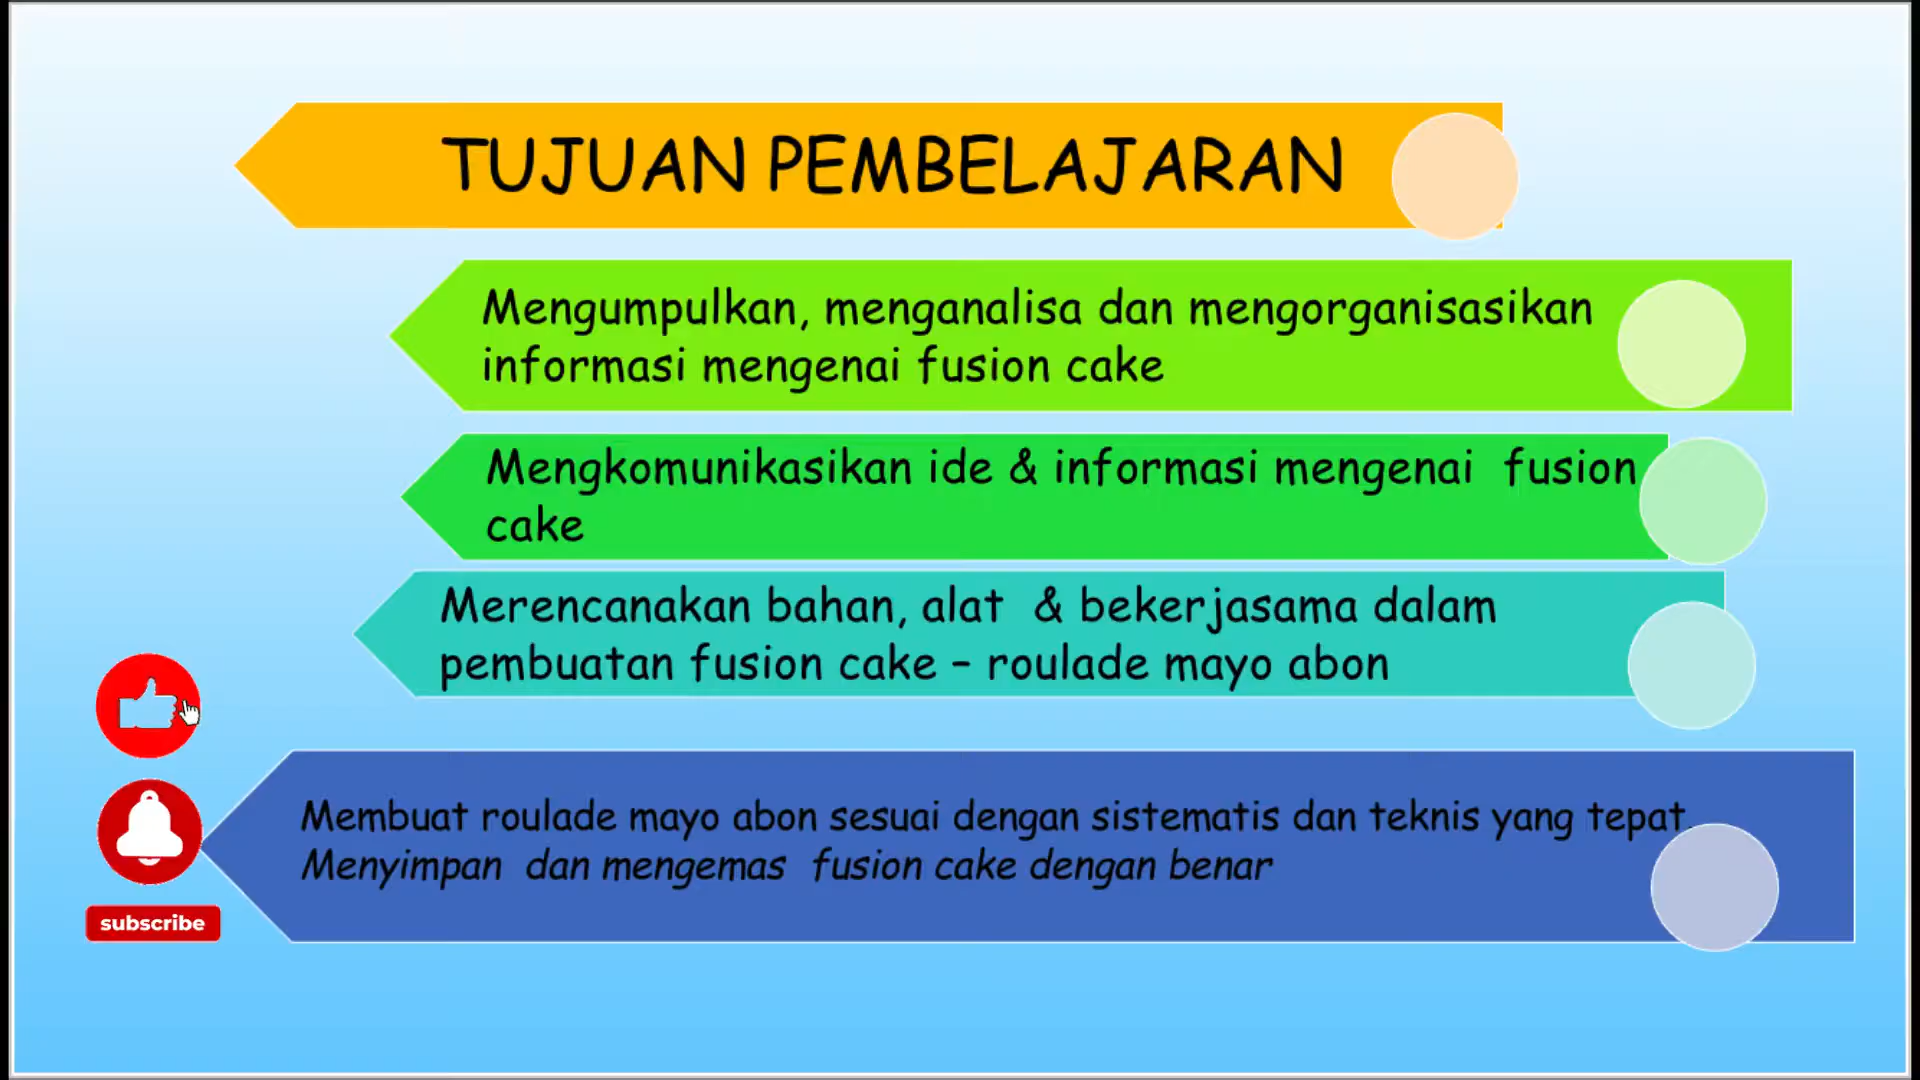 TUJUAN PEMBELAJARAN
Mengumpulkan, menganalisa dan mengorganisasikan
informasi mengenai fusion cake
Mengkomunikasikan ide & informasi mengenai  fusion
cake
Merencanakan bahan, alat  & bekerjasama dalam
pembuatan fusion cake – roulade mayo abon
Membuat roulade mayo abon sesuai dengan sistematis dan teknis yang tepat.
Menyimpan  dan mengemas  fusion cake dengan benar
subscribe